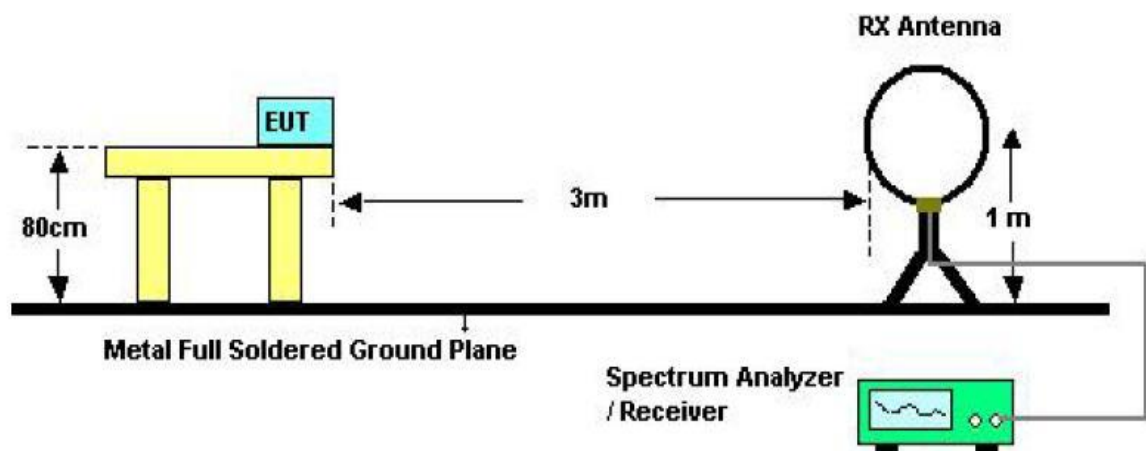 RX Antenna
EUT
80cm
3m
1 m
Metal Full Soldered Ground Plane
Spectrum Analyzer
/ Receiver